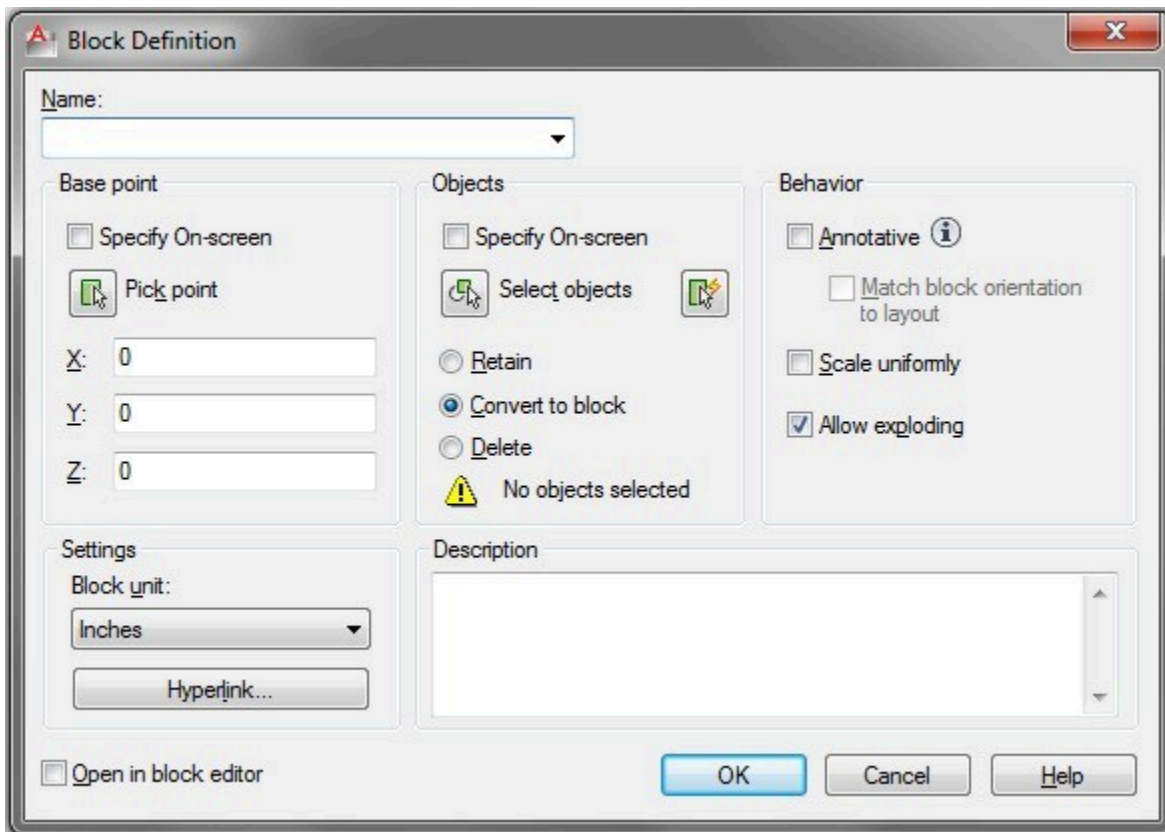 Block Definition
Name:
Base point
Specify On-screen
Pick point
X: 0
Y: 0
Z: 0
Objects
Specify On-screen
Select objects
Retain
Convert to block
Delete
No objects selected
Behavior
Annotative
Match block orientation
to layout
Scale uniformly
Allow exploding
Settings
Block unit:
Inches
Hyperlink...
Description
Open in block editor
OK Cancel Help